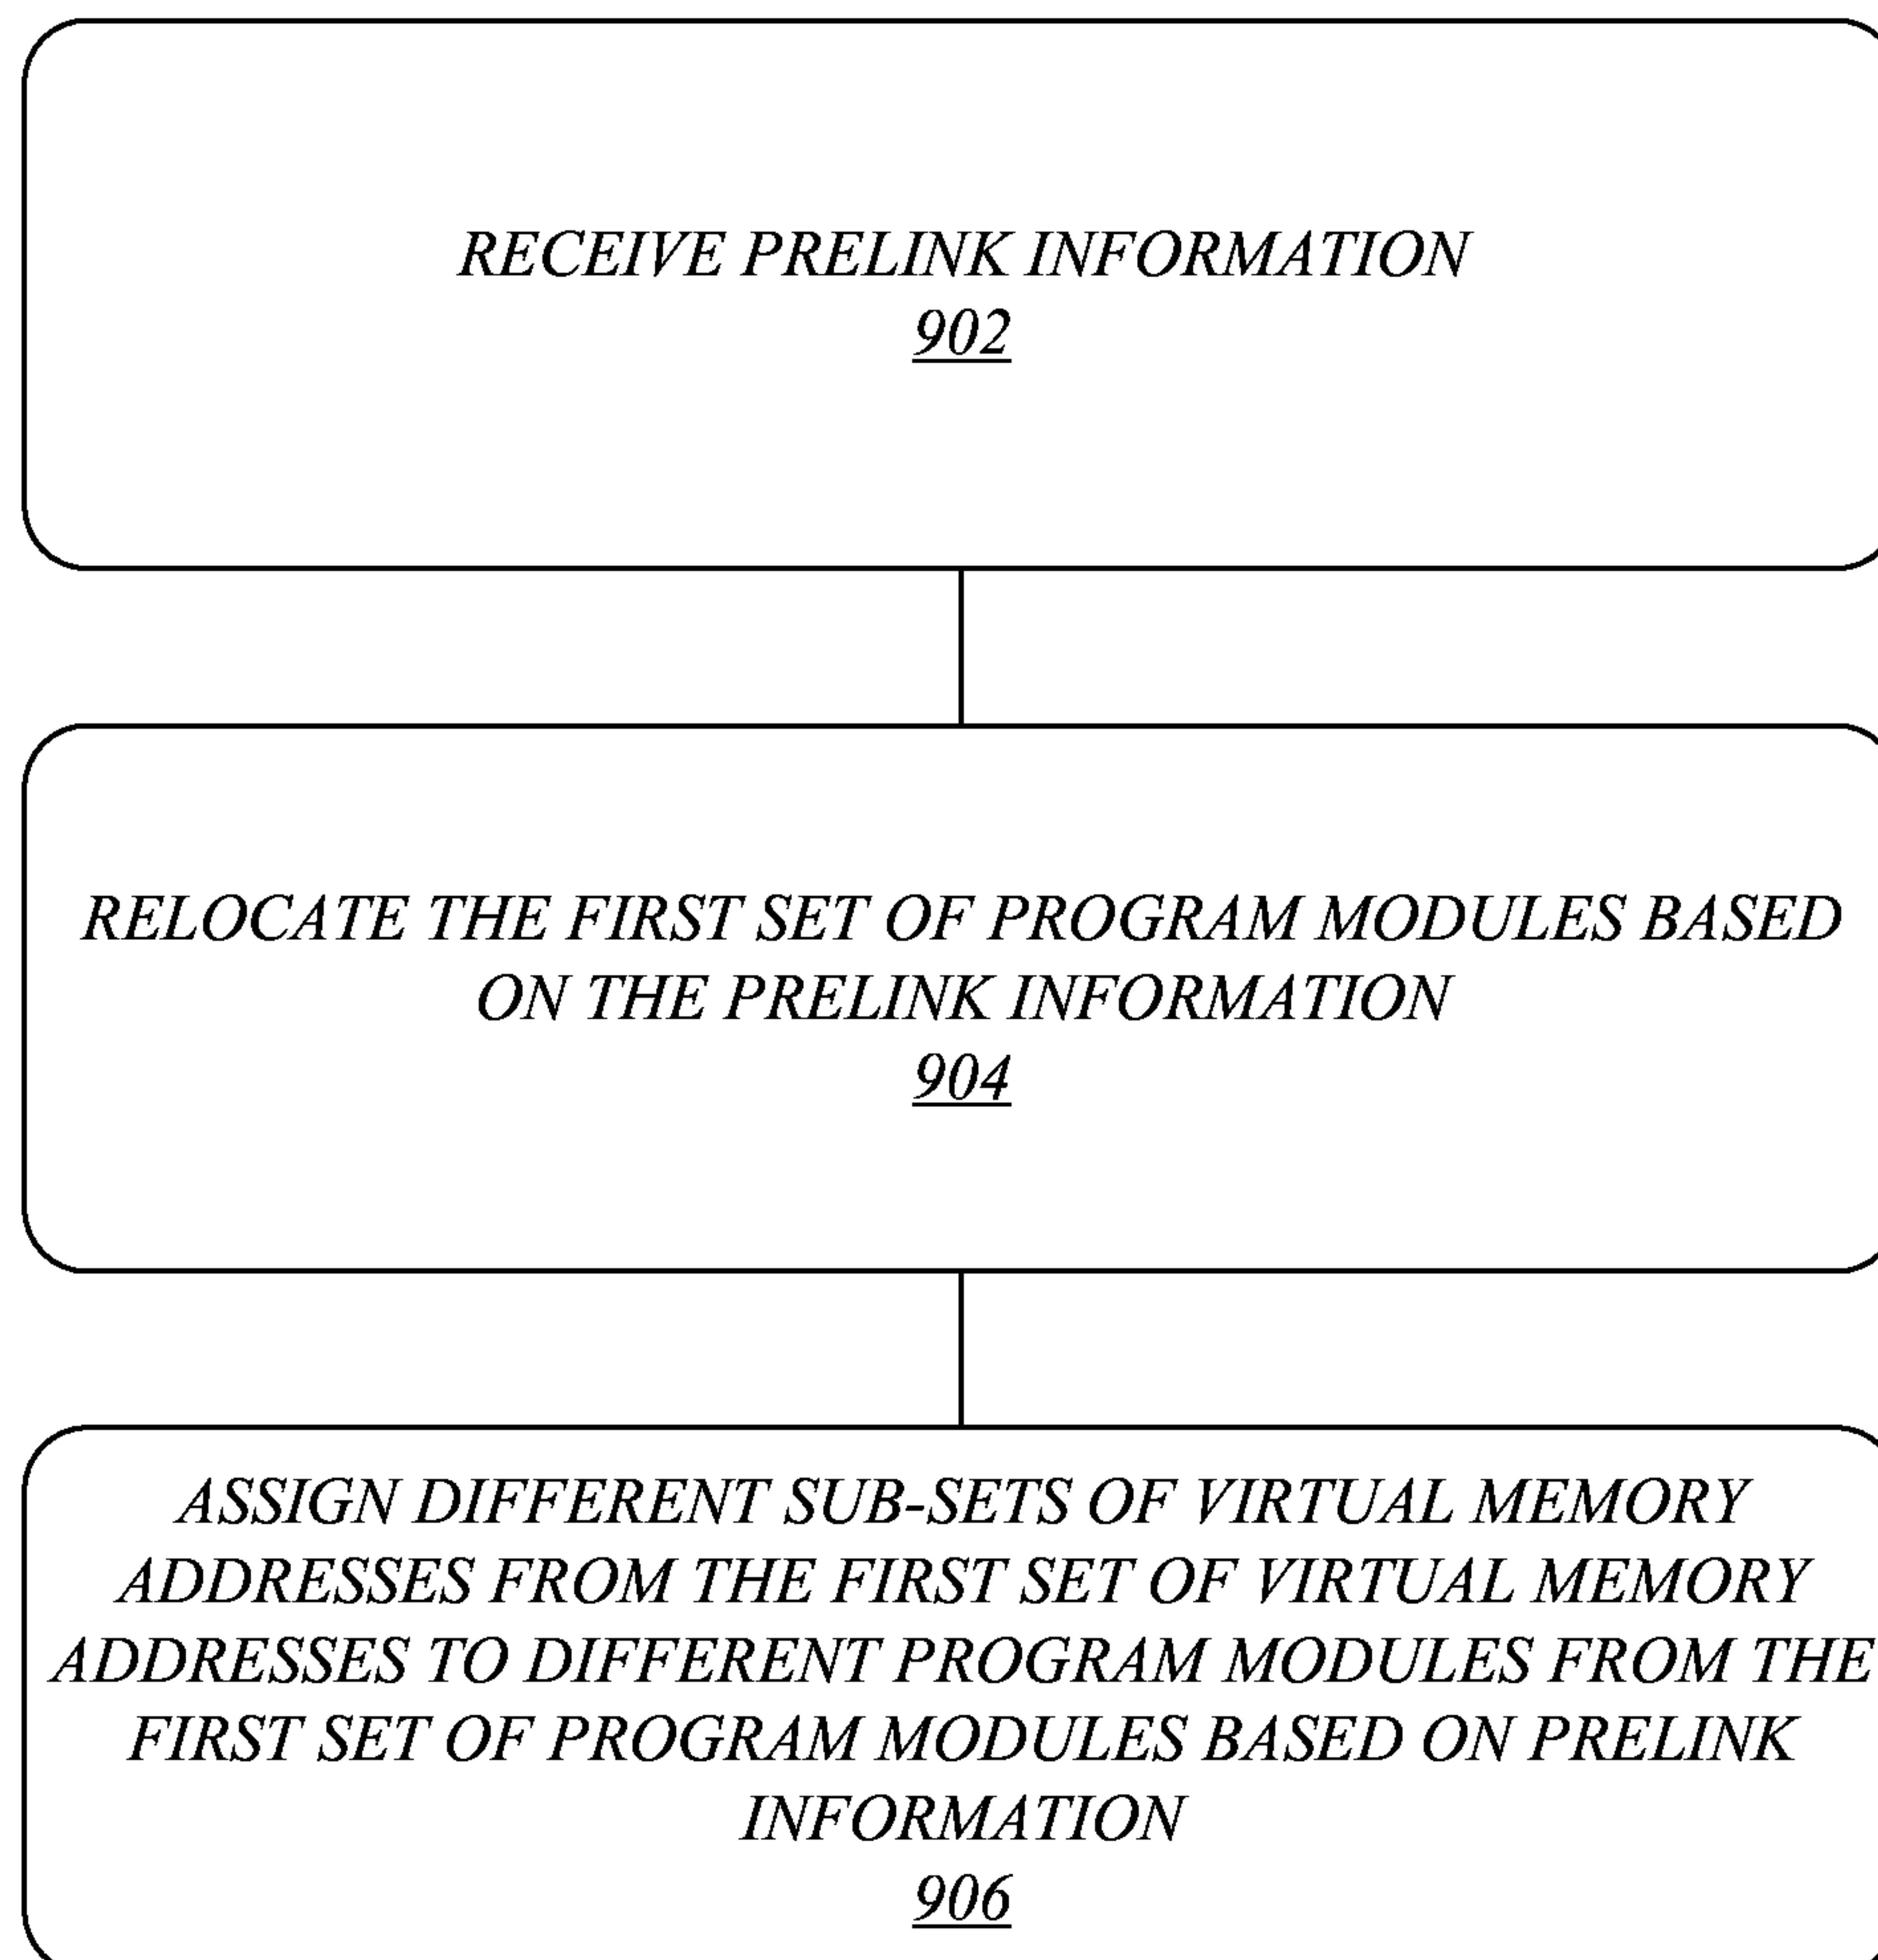 RECEIVE PRELINK INFORMATION
902
RELOCATE THE FIRST SET OF PROGRAM MODULES BASED
ON THE PRELINK INFORMATION
904
ASSIGN DIFFERENT SUB-SETS OF VIRTUAL MEMORY
ADDRESSES FROM THE FIRST SET OF VIRTUAL MEMORY
ADDRESSES TO DIFFERENT PROGRAM MODULES FROM THE
FIRST SET OF PROGRAM MODULES BASED ON PRELINK
INFORMATION
906